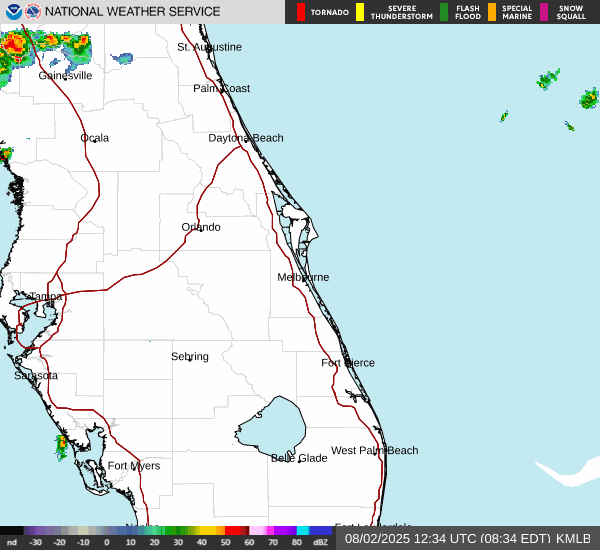 NATIONAL WEATHER SERVICE
TORNADO
SEVERE THUNDERSTORM
FLASH FLOOD
SPECIAL MARINE
SNOW SQUALL
St. Augustine
Gainesville
Palm Coast
Ocala
Daytona Beach
Orlando
Melbourne
Tampa
Sebring
Fort Pierce
Sarasota
West Palm Beach
Belle Glade
Fort Myers
nd -30 -20 -10 0 10 20 30 40 50 60 70 80 dBZ
08/02/2025 12:34 UTC (08:34 EDT) KMLB